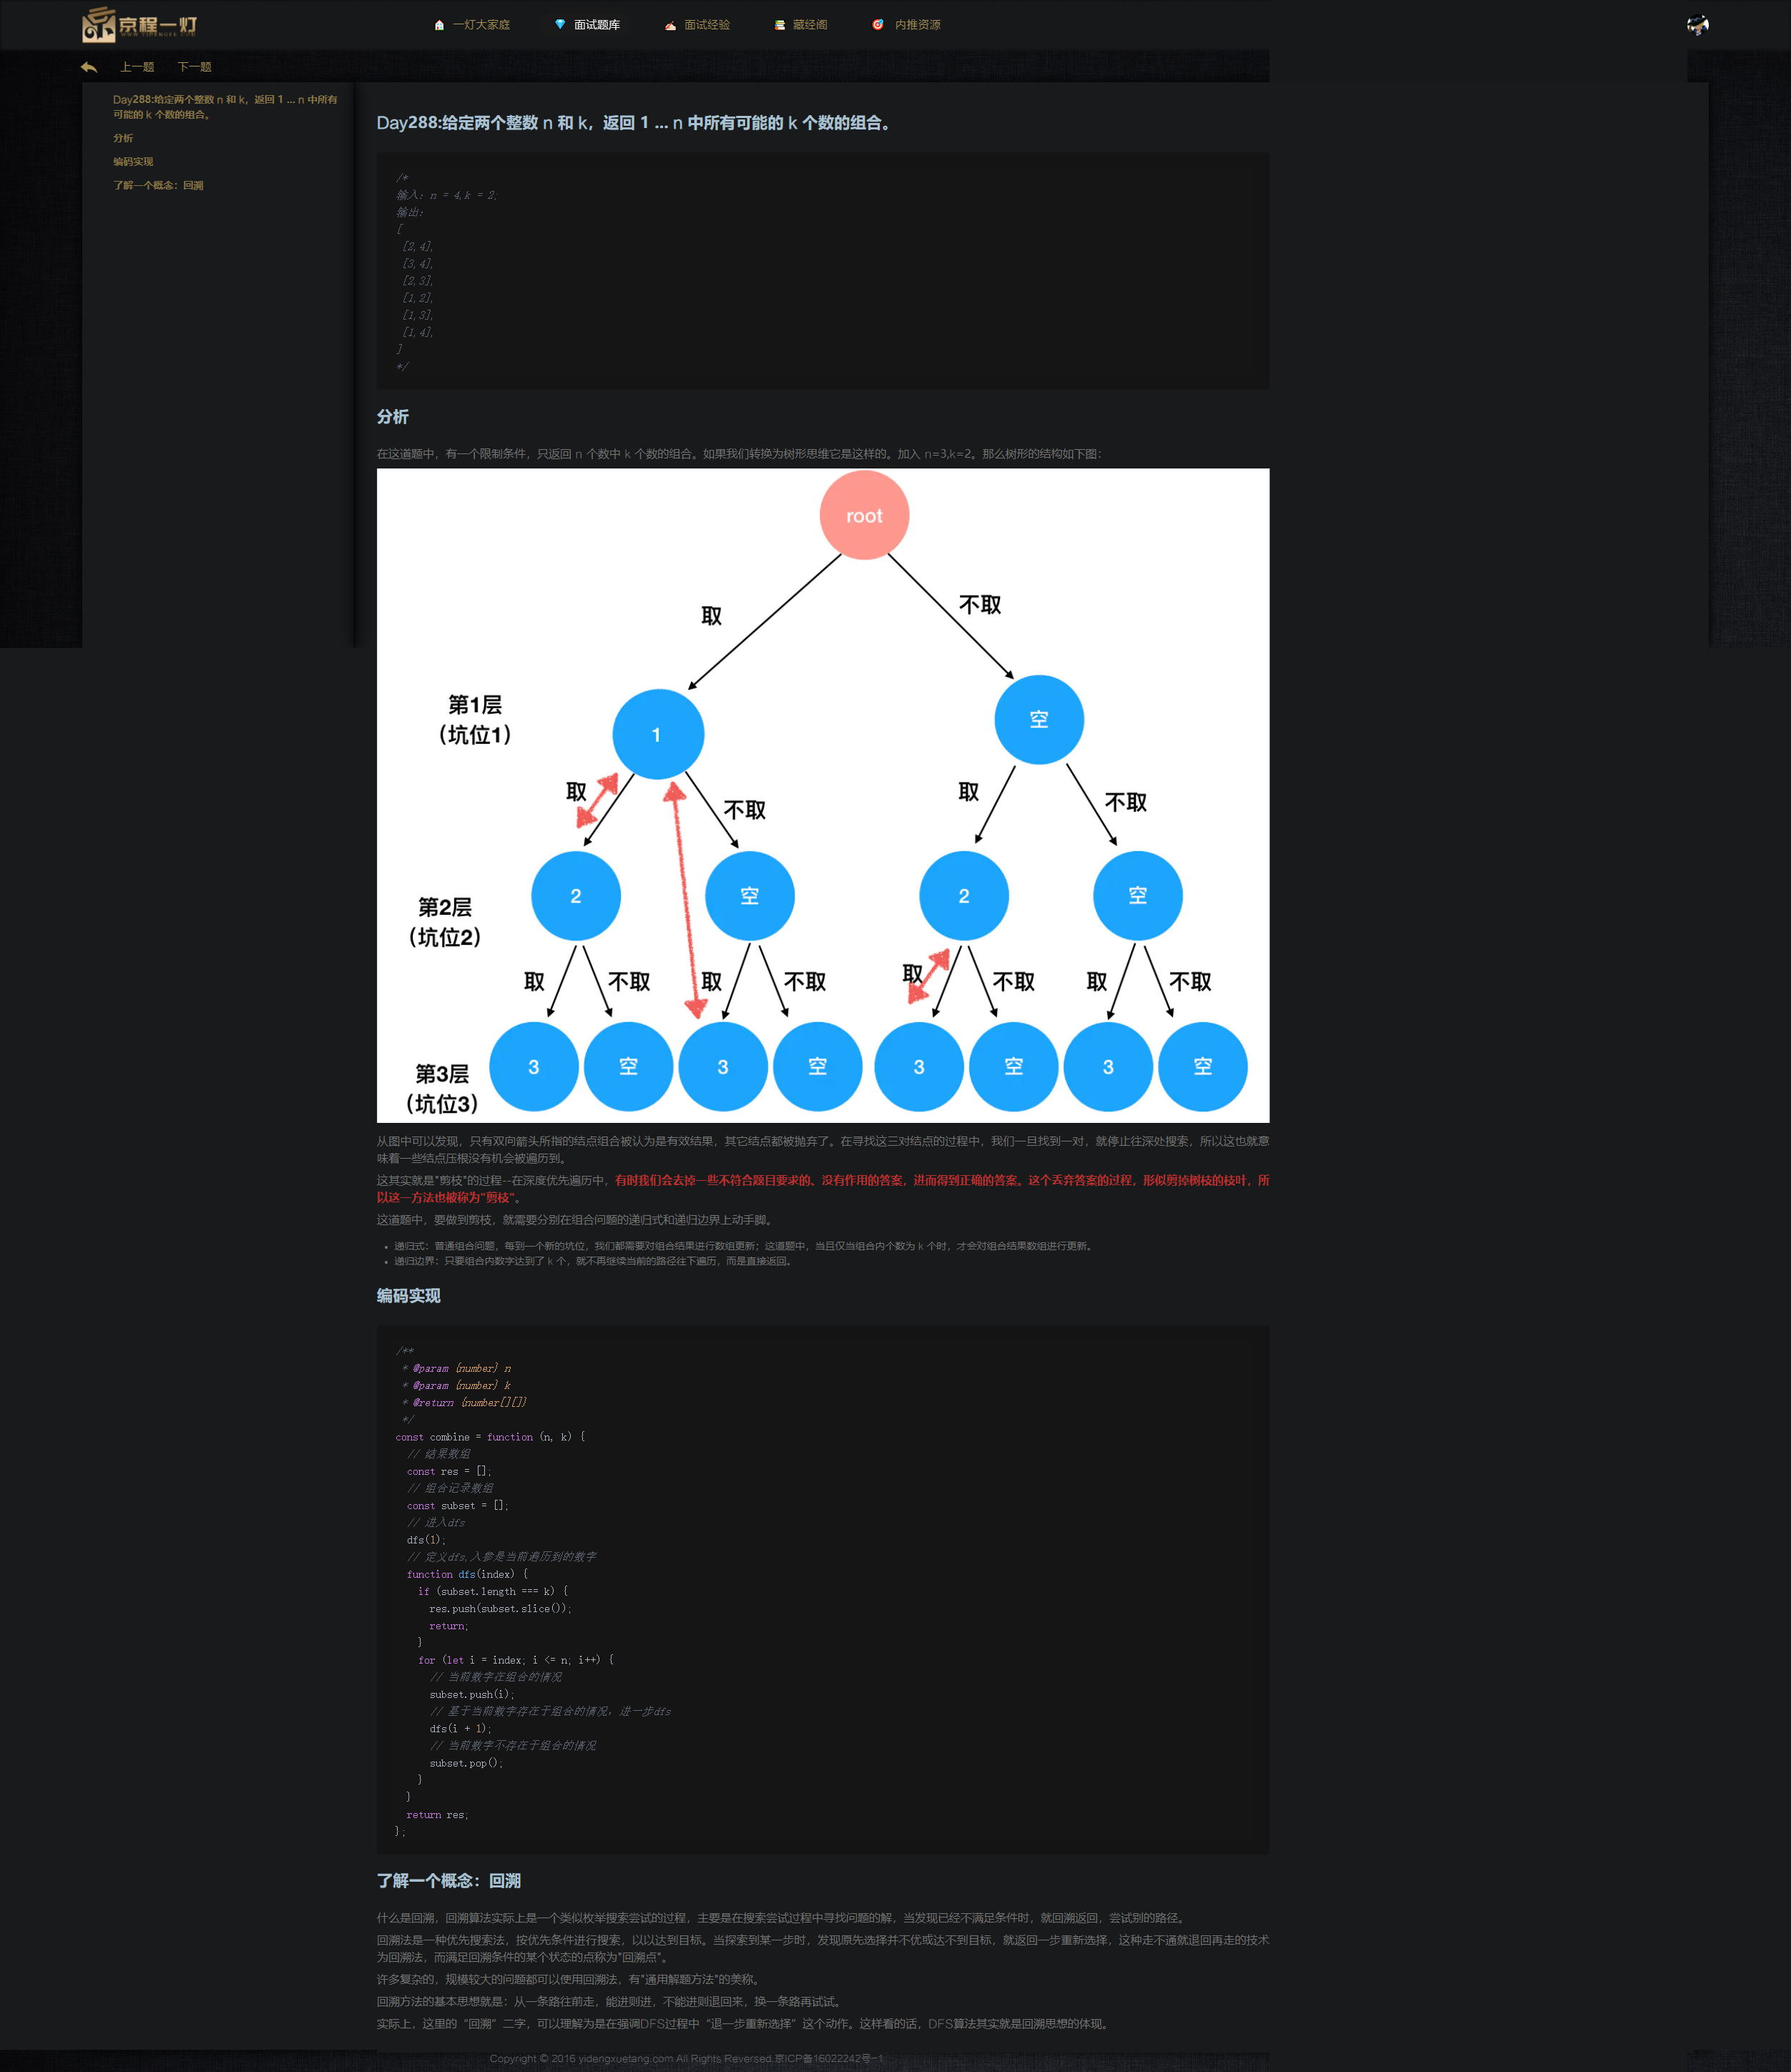 京程一灯
一灯大家庭
面试题库
面试经验
藏经阁
内推资源
上一题
下一题
Day288:给定两个整数 n 和 k，返回 1 ... n 中所有
可能的 k 个数的组合。
分析
编码实现
了解一个概念：回溯
Day288:给定两个整数 n 和 k，返回 1 ... n 中所有可能的 k 个数的组合。
/*
输入: n = 4,k = 2;
输出:
[
[2,4],
[3,4],
[2,3],
[1,2],
[1,3],
[1,4],
]
*/
分析
在这道题中，有一个限制条件，只返回 n 个数中 k 个数的组合。如果我们转换为树形思维它是这样的。加入 n=3,k=2。那么树形的结构如下图：
root
取
不取
第1层
（坑位1）
1
空
取
不取
取
不取
第2层
（坑位2）
2
空
2
空
取
不取
取
不取
取
不取
取
不取
第3层
（坑位3）
3
空
3
空
3
空
3
空
从图中可以发现，只有双向箭头所指的结点组合被认为是有效结果，其它结点都被抛弃了。在寻找这三对结点的过程中，我们一旦找到一对，就停止往深处搜索，所以这也就意
味着一些结点压根没有机会被遍历到。
这其实就是"剪枝"的过程--在深度优先遍历中，有时我们会去掉一些不符合题目要求的、没有作用的答案，进而得到正确的答案。这个丢弃答案的过程，形似剪掉树枝的枝叶，所
以这一方法也被称为"剪枝"。
这道题中，要做到剪枝，就需要分别在组合问题的递归式和递归边界上动手脚。
• 递归式：普通组合问题，每到一个新的坑位，我们都需要对组合结果进行数组更新；这道题中，当且仅当组合内个数为 k 个时，才会对组合结果数组进行更新。
• 递归边界：只要组合内数字达到了 k 个，就不再继续当前的路径往下遍历，而是直接返回。
编码实现
/**
* @param {number} n
* @param {number} k
* @return {number[][]}
*/
const combine = function (n, k) {
// 结果数组
const res = [];
// 组合记录数组
const subset = [];
// 进入dfs
dfs(1);
// 定义dfs,入参是当前遍历到的数字
function dfs(index) {
if (subset.length === k) {
res.push(subset.slice());
return;
}
for (let i = index; i <= n; i++) {
// 当前数字在组合的情况
subset.push(i);
// 基于当前数字存在于组合的情况，进一步dfs
dfs(i + 1);
// 当前数字不存在于组合的情况
subset.pop();
}
}
return res;
};
了解一个概念：回溯
什么是回溯，回溯算法实际上是一个类似枚举搜索尝试的过程，主要是在搜索尝试过程中寻找问题的解，当发现已经不满足条件时，就回溯返回，尝试别的路径。
回溯法是一种优先搜索法，按优先条件进行搜索，以以达到目标。当探索到某一步时，发现原先选择并不优或达不到目标，就返回一步重新选择，这种走不通就退回再走的技术
为回溯法，而满足回溯条件的某个状态的点称为"回溯点"。
许多复杂的，规模较大的问题都可以使用回溯法，有"通用解题方法"的美称。
回溯方法的基本思想就是：从一条路往前走，能进则进，不能进则退回来，换一条路再试试。
实际上，这里的“回溯”二字，可以理解为是在强调DFS过程中“退一步重新选择”这个动作。这样看的话，DFS算法其实就是回溯思想的体现。
Copyright © 2016 yidengxuetang.com All Rights Reversed.京ICP备16022242号-1